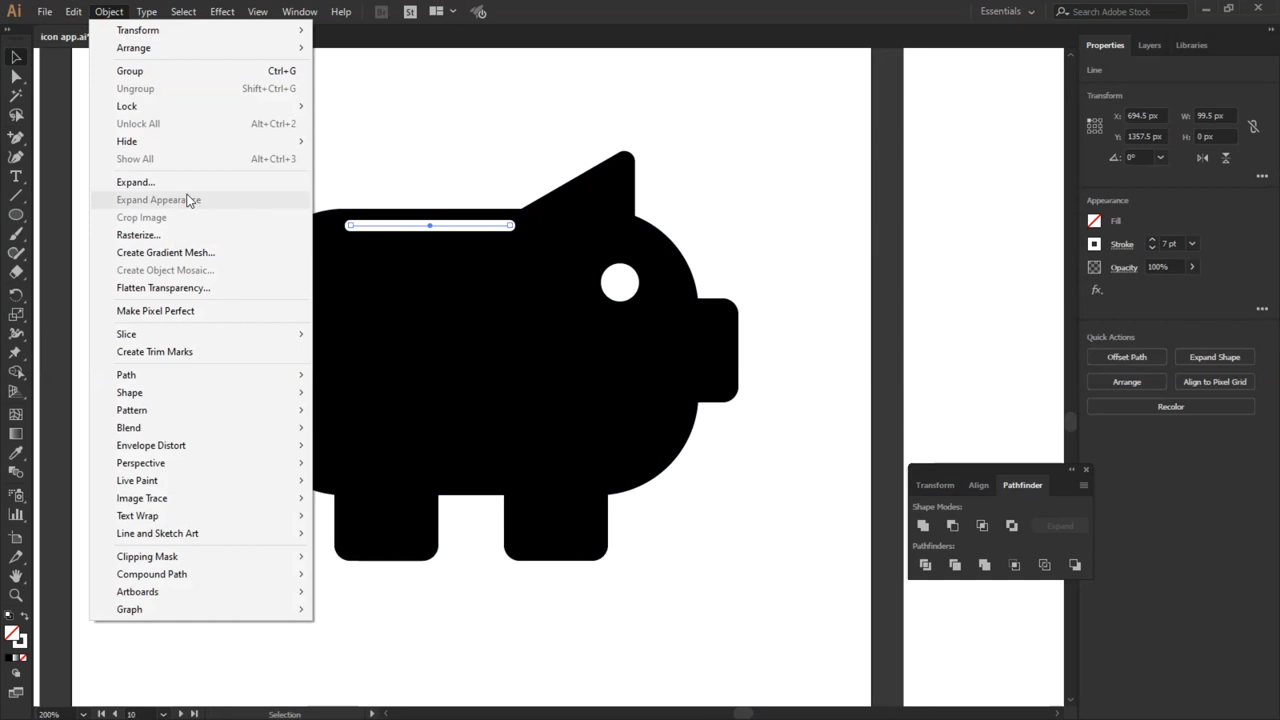 Ai File Edit Object Type Select Effect View Window Help Br St Essentials Search Adobe Stock
icon app.ai*
Transform
Arrange
Group Ctrl+G
Ungroup Shift+Ctrl+G
Lock
Unlock All Alt+Ctrl+2
Hide
Show All Alt+Ctrl+3
Expand...
Expand Appearance
Crop Image
Rasterize...
Create Gradient Mesh...
Create Object Mosaic...
Flatten Transparency...
Make Pixel Perfect
Slice
Create Trim Marks
Path
Shape
Pattern
Blend
Envelope Distort
Perspective
Live Paint
Image Trace
Text Wrap
Line and Sketch Art
Clipping Mask
Compound Path
Artboards
Graph
Properties Layers Libraries
Line
Transform
X: 694.5 px W: 99.5 px
Y: 1357.5 px H: 0 px
0°
Appearance
Fill
Stroke 7 pt
Opacity 100%
fx.
Quick Actions
Offset Path Expand Shape
Arrange Align to Pixel Grid
Recolor
Transform Align Pathfinder
Shape Modes:
Expand
Pathfinders:
200% 10 Selection